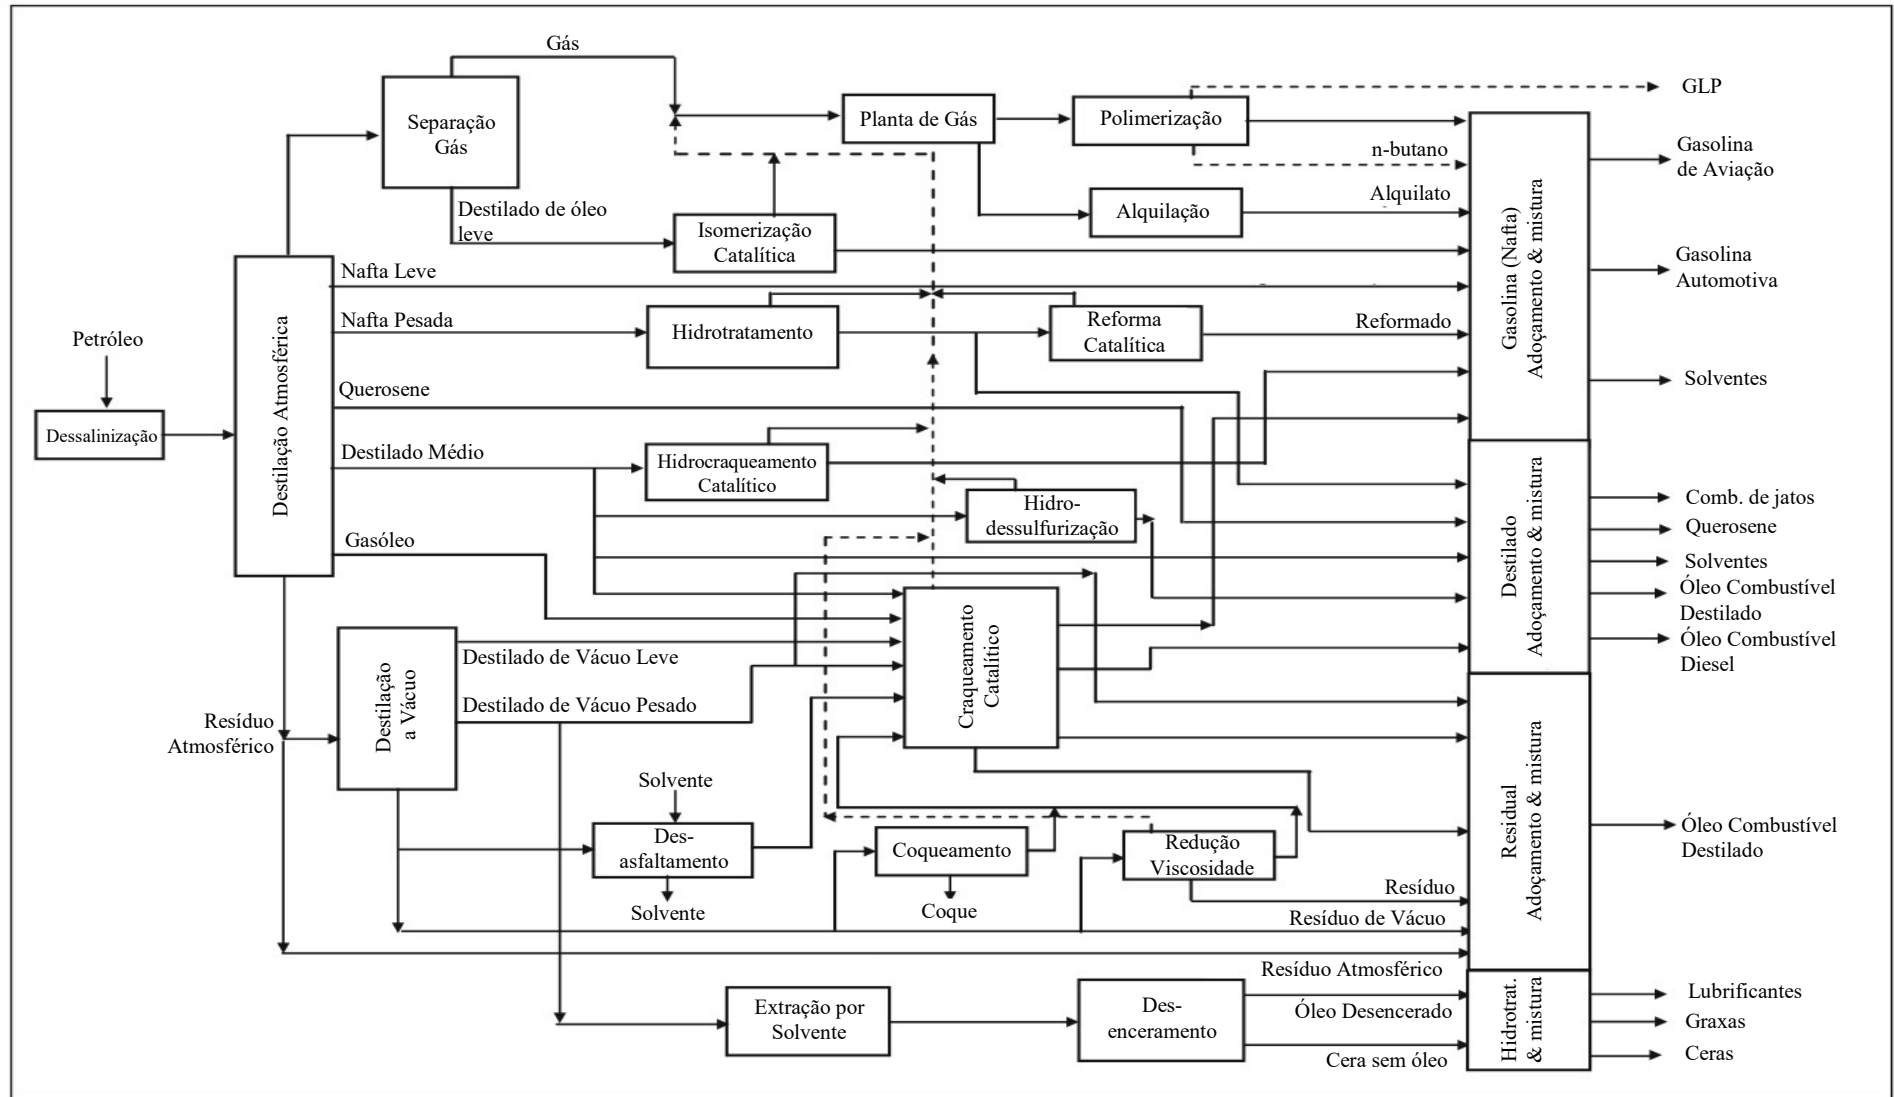 Gás
GLP
Separação
Gás
Planta de Gás
Polimerização
n-butano
Gasolina
de Aviação
Destilado de óleo
leve
Isomerização
Catalítica
Alquilação
Alquilato
Gasolina (Nafta)
Adoçamento & mistura
Gasolina
Automotiva
Nafta Leve
Nafta Pesada
Hidrotratamento
Reforma
Catalítica
Reformado
Petróleo
Dessalinização
Destilação Atmosférica
Querosene
Solventes
Destilado Médio
Hidrocraqueamento
Catalítico
Hidro-
dessulfurização
Destilado
Adoçamento & mistura
Comb. de jatos
Querosene
Solventes
Óleo Combustível
Destilado
Óleo Combustível
Diesel
Gasóleo
Craqueamento
Catalítico
Destilação
a Vácuo
Destilado de Vácuo Leve
Destilado de Vácuo Pesado
Resíduo
Atmosférico
Solvente
Des-
asfaltamento
Solvente
Coqueamento
Coque
Redução
Viscosidade
Resíduo
Resíduo de Vácuo
Resíduo Atmosférico
Residual
Adoçamento & mistura
Óleo Combustível
Destilado
Extração por
Solvente
Des-
enceramento
Óleo Desencerado
Cera sem óleo
Hidrotrat.
& mistura
Lubrificantes
Graxas
Ceras